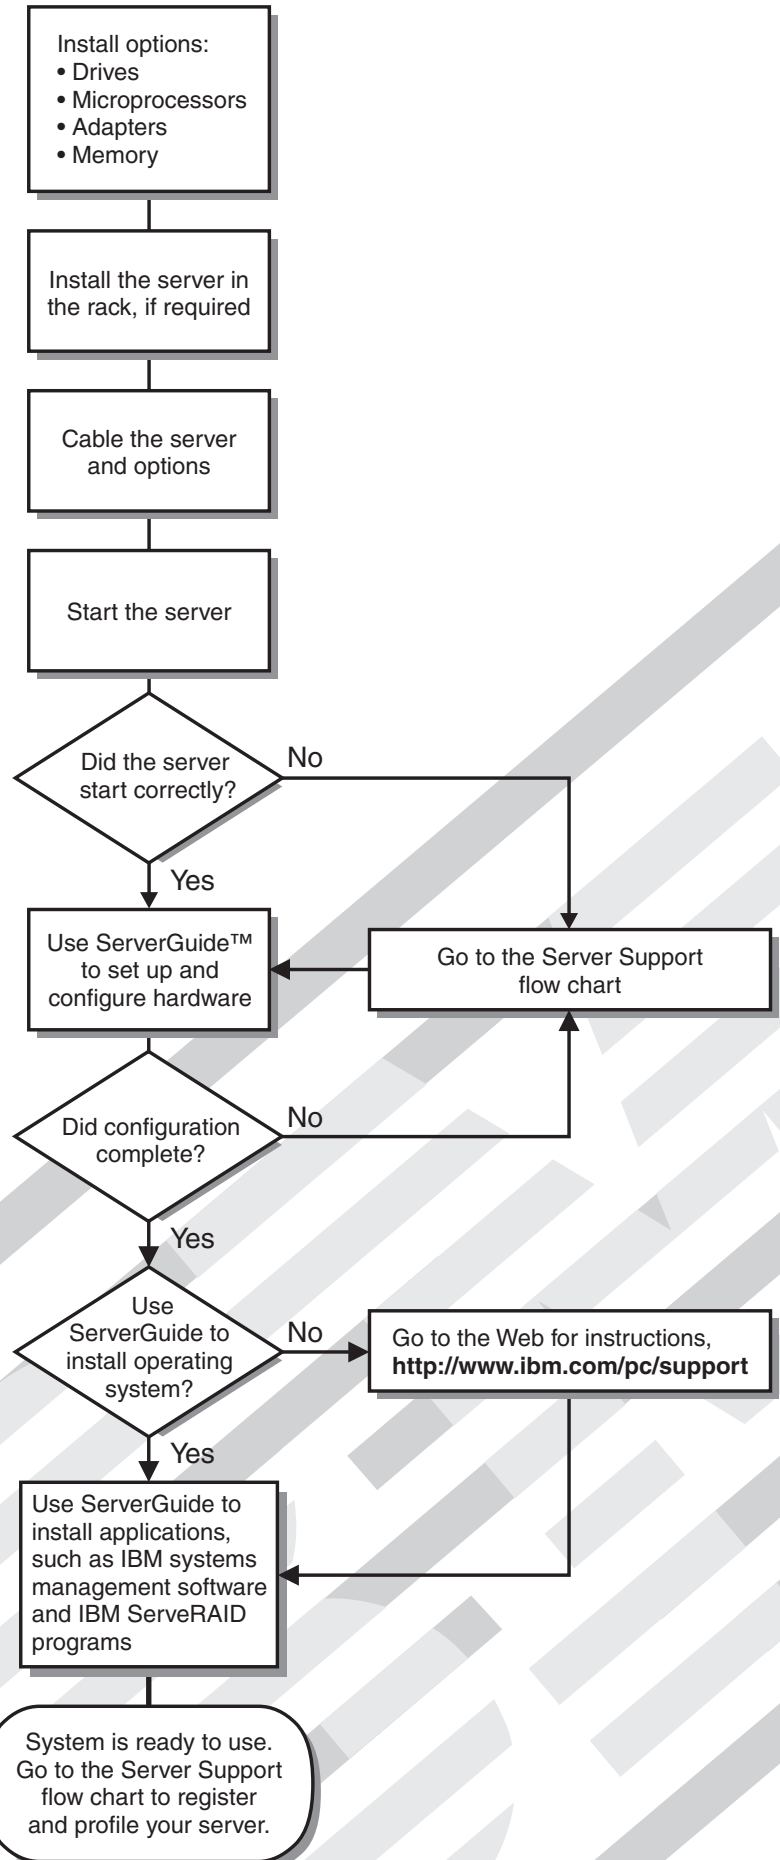 Install options:
• Drives
• Microprocessors
• Adapters
• Memory
Install the server in
the rack, if required
Cable the server
and options
Start the server
Did the server
start correctly?
No
Yes
Use ServerGuide™
to set up and
configure hardware
Go to the Server Support
flow chart
Did configuration
complete?
No
Yes
Use
ServerGuide to
install operating
system?
No
Go to the Web for instructions,
http://www.ibm.com/pc/support
Yes
Use ServerGuide to
install applications,
such as IBM systems
management software
and IBM ServeRAID
programs
System is ready to use.
Go to the Server Support
flow chart to register
and profile your server.